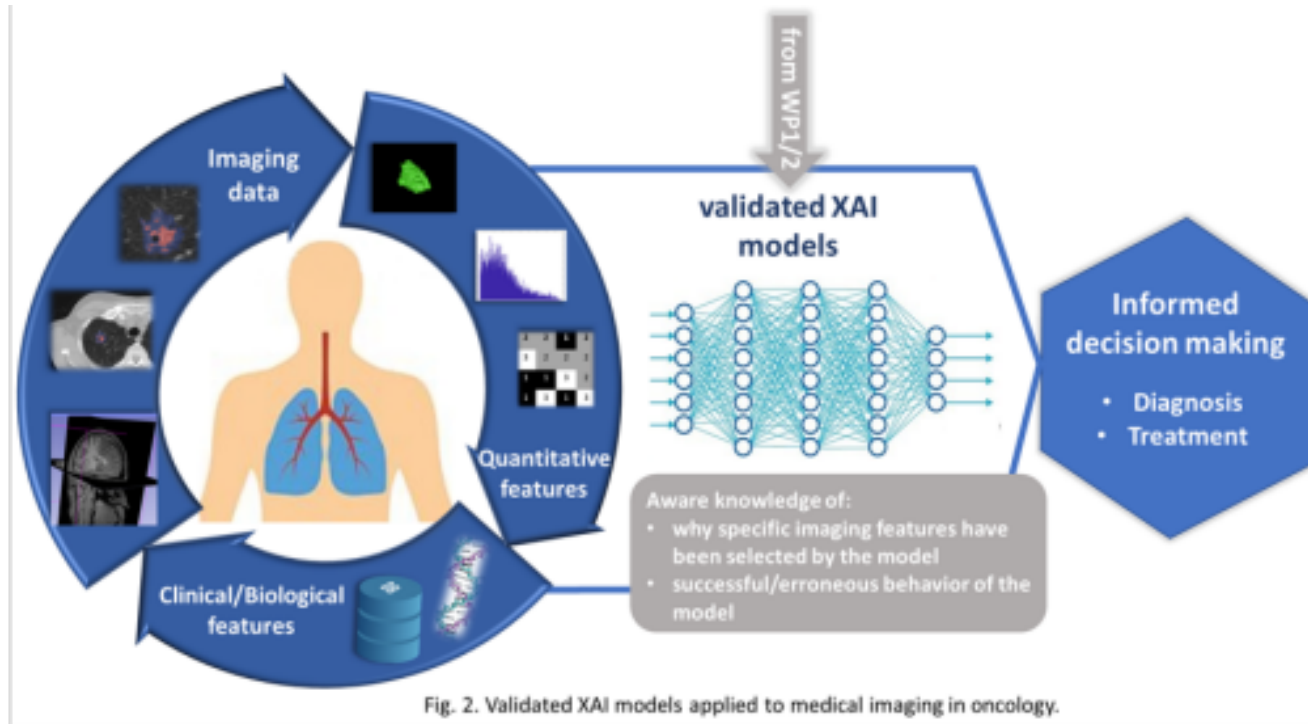 from WP1/2
Imaging
data
validated XAI
models
Informed
decision making
• Diagnosis
• Treatment
Quantitative
features
Aware knowledge of:
• why specific imaging features have
been selected by the model
• successful/erroneous behavior of the
model
Clinical/Biological
features
Fig. 2. Validated XAI models applied to medical imaging in oncology.